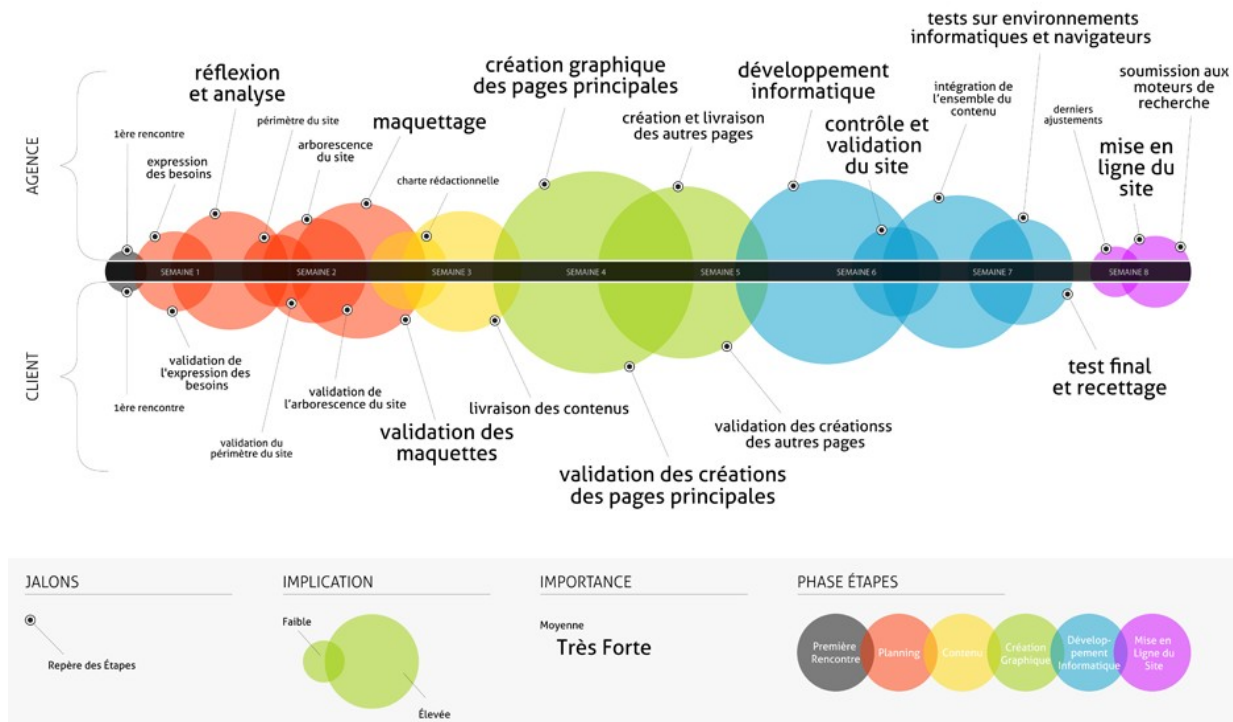 tests sur environnements
informatiques et navigateurs
création graphique
des pages principales
développement
informatique
réflexion
et analyse
soumission aux
moteurs de
recherche
intégration de
l'ensemble du
contenu
périmètre du site
maquettage
création et livraison
des autres pages
contrôle et
validation
du site
derniers
ajustements
1ère rencontre
arborescence
du site
mise en
ligne du
site
expression
des besoins
charte rédactionnelle
AGENCE
SEMAINE 1
SEMAINE 2
SEMAINE 3
SEMAINE 4
SEMAINE 5
SEMAINE 6
SEMAINE 7
SEMAINE 8
CLIENT
validation de
l'expression des
besoins
1ère rencontre
validation de
l'arborescence du site
livraison des contenus
test final
et recettage
validation du
périmètre du site
validation des
maquettes
validation des créationss
des autres pages
validation des créations
des pages principales
JALONS
Repère des Étapes
IMPLICATION
Faible
Élevée
IMPORTANCE
Moyenne
Très Forte
PHASE ÉTAPES
Première
Rencontre
Planning
Contenu
Création
Graphique
Dévelop-
pement
Informatique
Mise en
Ligne du
Site